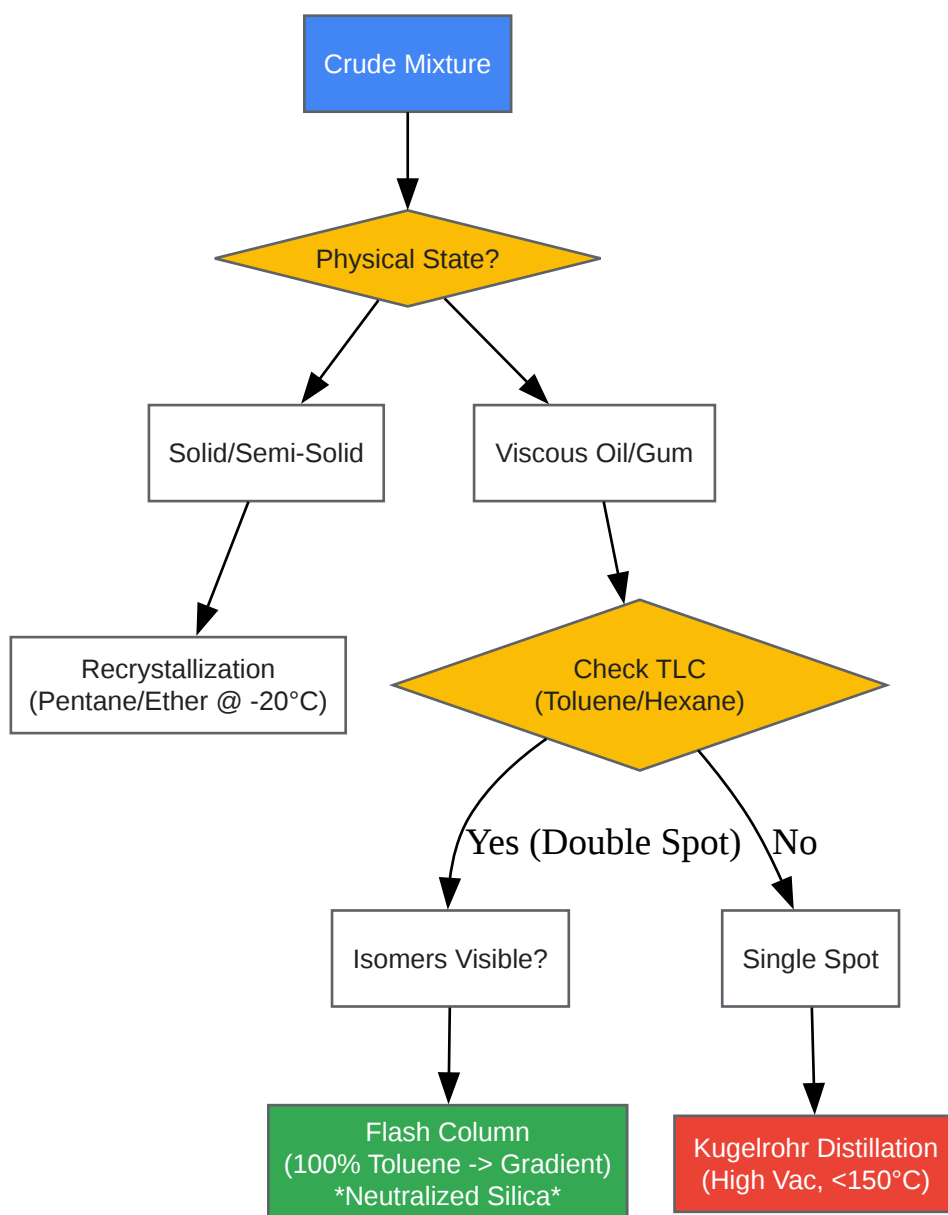 Crude Mixture
Physical State?
Solid/Semi-Solid
Viscous Oil/Gum
Recrystallization
(Pentane/Ether @ -20°C)
Check TLC
(Toluene/Hexane)
Yes (Double Spot)
No
Isomers Visible?
Single Spot
Flash Column
(100% Toluene -> Gradient)
*Neutralized Silica*
Kugelrohr Distillation
(High Vac, <150°C)